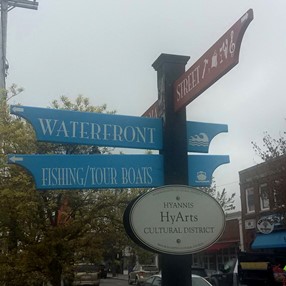 STREET
WATERFRONT
FISHING/TOUR BOATS
HYANNIS
HyArts
CULTURAL DISTRICT